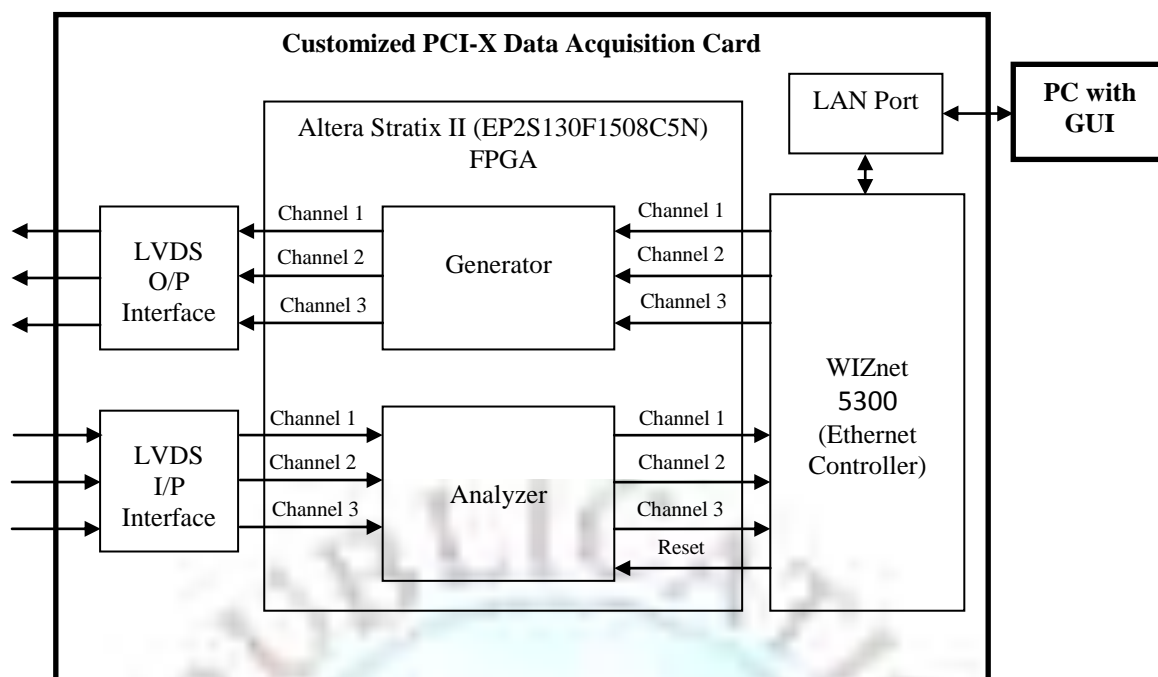 Customized PCI-X Data Acquisition Card
LAN Port
PC with
GUI
Altera Stratix II (EP2S130F1508C5N)
FPGA
LVDS
O/P
Interface
Channel 1
Channel 2
Channel 3
Generator
Channel 1
Channel 2
Channel 3
WIZnet
5300
(Ethernet
Controller)
LVDS
I/P
Interface
Channel 1
Channel 2
Channel 3
Analyzer
Channel 1
Channel 2
Channel 3
Reset